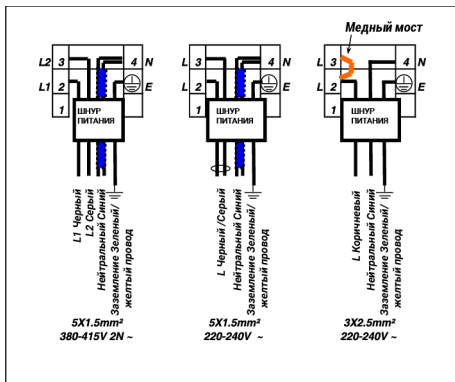 Медный мост
L2 3 4 N
L1 2 E
1
ШНУР
ПИТАНИЯ
L1 Черный
L2 Серый
Нейтральный Синий
Заземление Зеленый/
желтый провод
5X1.5mm²
380-415V 2N ~
L 3 4 N
L 2 E
1
ШНУР
ПИТАНИЯ
L Черный /Серый
Нейтральный Синий
Заземление Зеленый/
желтый провод
5X1.5mm²
220-240V ~
L 3 4 N
L 2 E
1
ШНУР
ПИТАНИЯ
L Коричневый
Нейтральный Синий
Заземление Зеленый/
желтый провод
3X2.5mm²
220-240V ~